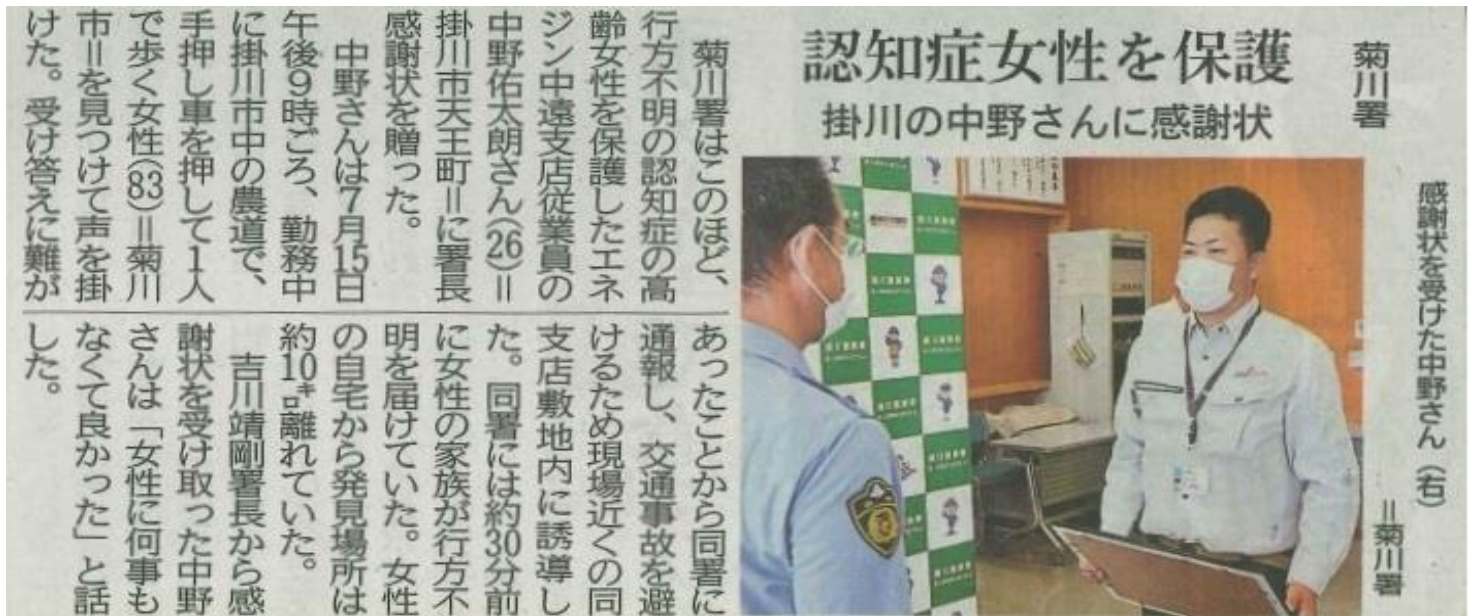 菊川署
認知症女性を保護
掛川の中野さんに感謝状
菊川署はこのほど、
行方不明の認知症の高
齢女性を保護したエネ
ジン中遠支店従業員の
中野佑太朗さん(26)＝
掛川市天王町＝に署長
感謝状を贈った。
中野さんは7月15日
午後9時ごろ、勤務中
に掛川市中の農道で、
手押し車を押して1人
で歩く女性(83)＝菊川
市＝を見つけて声を掛
けた。受け答えに難が
あったことから同署に
通報し、交通事故を避
けるため現場近くの同
支店敷地内に誘導し
た。同署には約30分前
に女性の家族が行方不
明を届けていた。女性
の自宅から発見場所は
約10㌔離れていた。
吉川靖剛署長から感
謝状を受け取った中野
さんは「女性に何事も
なくて良かった」と話
した。
感謝状を受けた中野さん（右）
＝菊川署